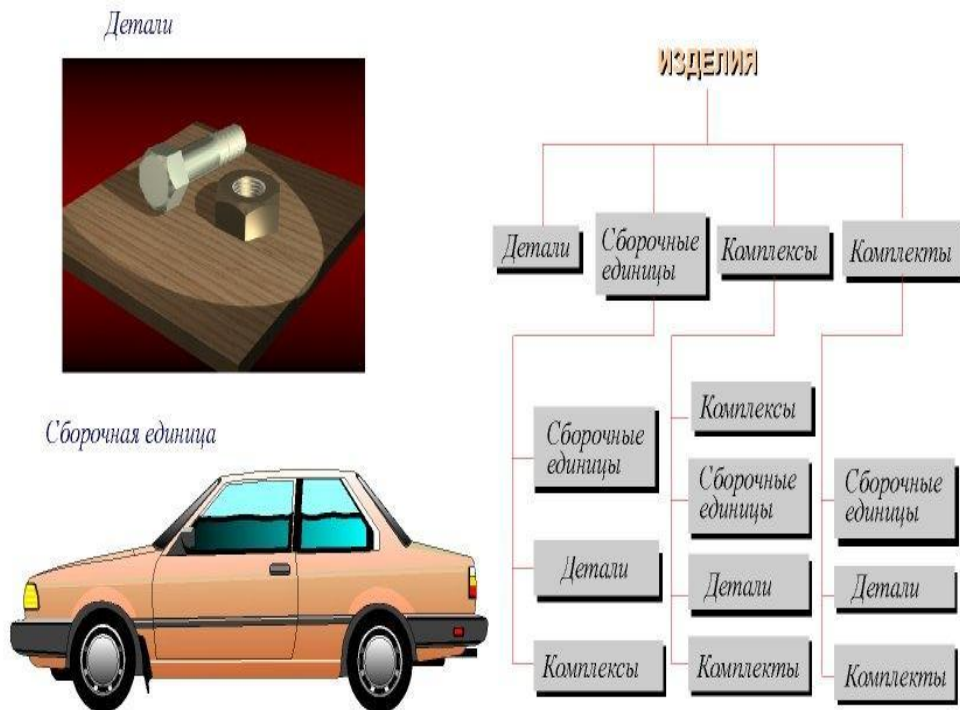 Детали
ИЗДЕЛИЯ
Детали
Сборочные
единицы
Комплексы
Комплекты
Сборочная единица
Сборочные
единицы
Детали
Комплексы
Комплексы
Сборочные
единицы
Детали
Комплекты
Сборочные
единицы
Детали
Комплекты